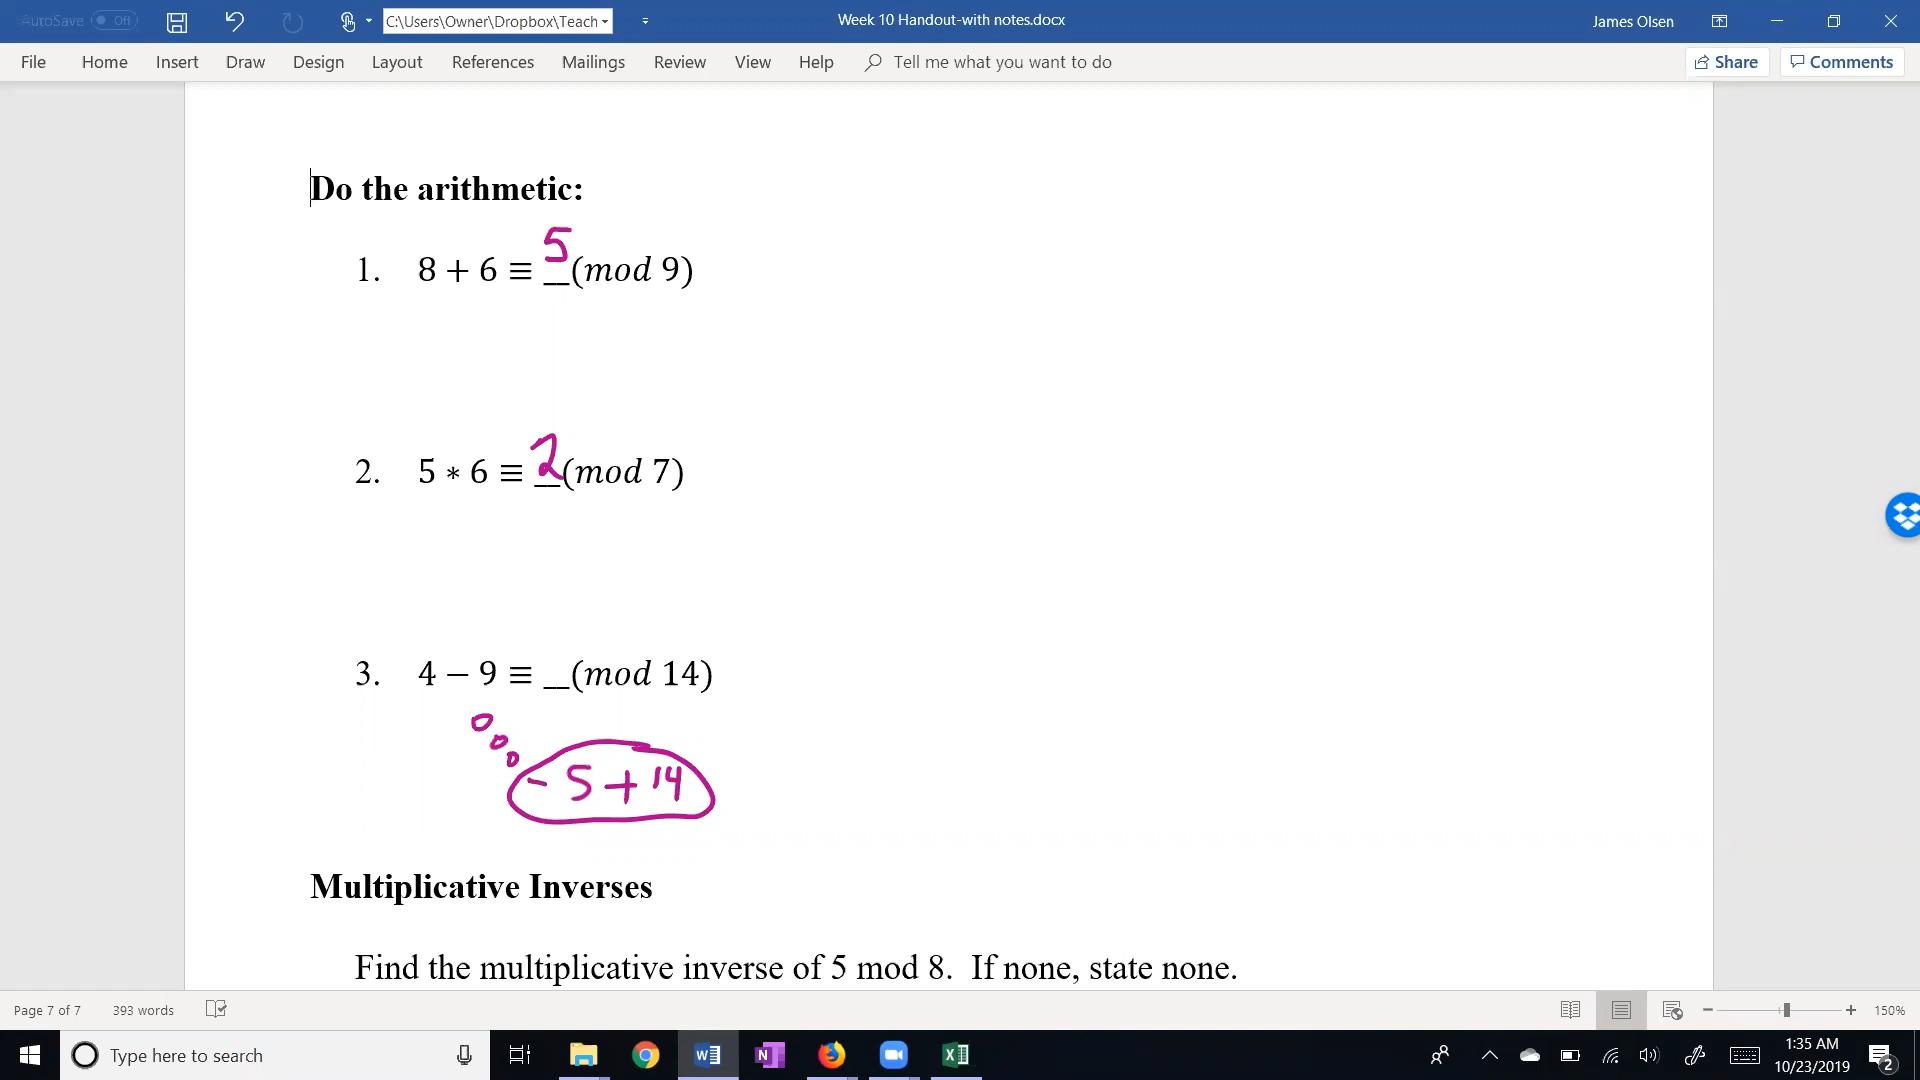 AutoSave Off C:\Users\Owner\Dropbox\Teach Week 10 Handout-with notes.docx James Olsen
File Home Insert Draw Design Layout References Mailings Review View Help Tell me what you want to do Share Comments
Do the arithmetic:
1. 8 + 6 ≡ 5 (mod 9)
2. 5 * 6 ≡ 2 (mod 7)
3. 4 − 9 ≡ __(mod 14)
- 5 + 14
Multiplicative Inverses
Find the multiplicative inverse of 5 mod 8. If none, state none.
Page 7 of 7 393 words 150%
Type here to search 1:35 AM
10/23/2019 2